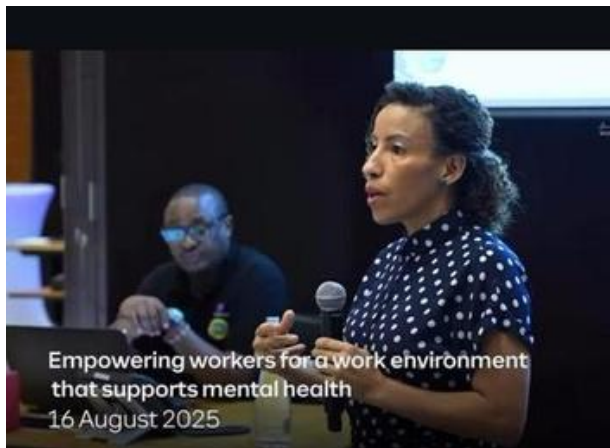 Empowering workers for a work environment
that supports mental health
16 August 2025